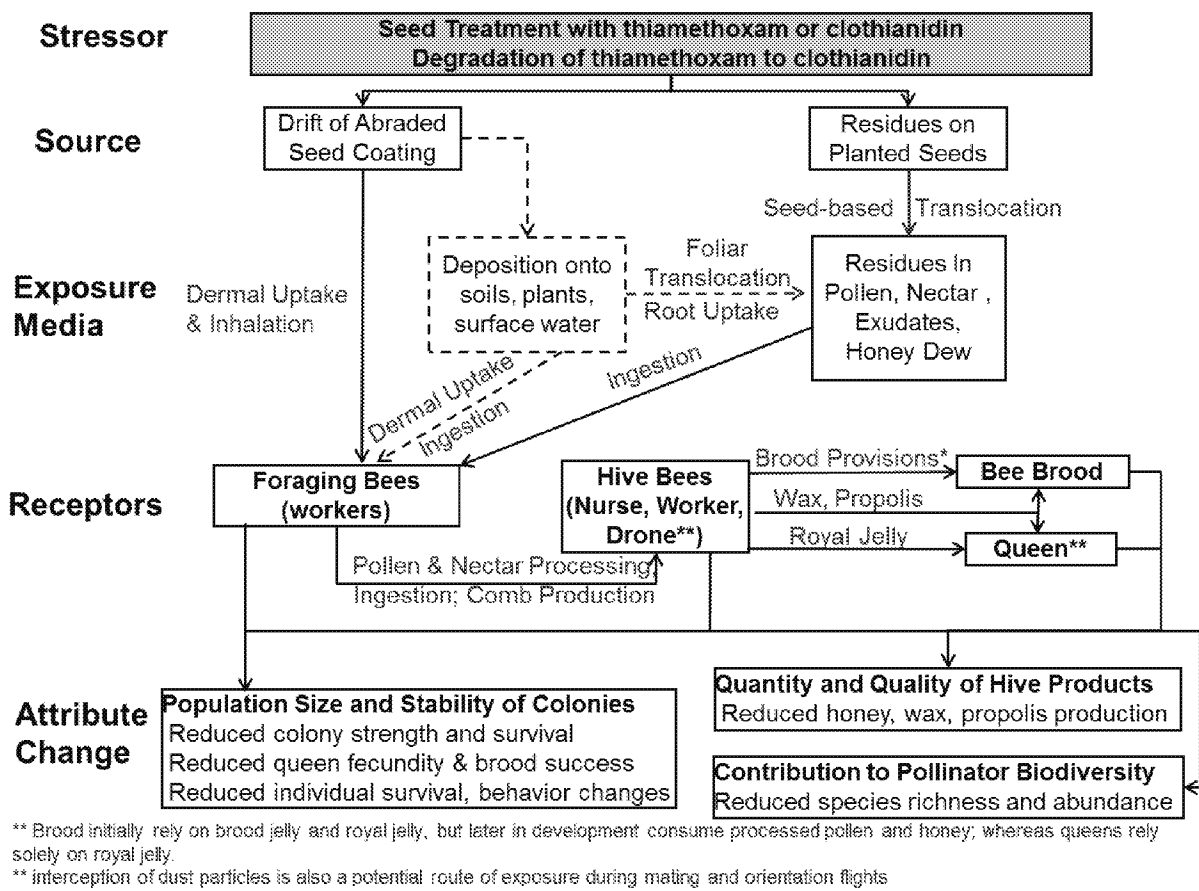 Stressor
Seed Treatment with thiamethoxam or clothianidin
Degradation of thiamethoxam to clothianidin
Source
Drift of Abraded
Seed Coating
Residues on
Planted Seeds
Seed-based Translocation
Exposure
Media
Dermal Uptake
& Inhalation
Deposition onto
soils, plants,
surface water
Foliar
Translocation
Root Uptake
Residues In
Pollen, Nectar ,
Exudates,
Honey Dew
Dermal Uptake
Ingestion
Ingestion
Receptors
Foraging Bees
(workers)
Hive Bees
(Nurse, Worker,
Drone**)
Brood Provisions*
Bee Brood
Wax, Propolis
Royal Jelly
Queen**
Pollen & Nectar Processing
Ingestion; Comb Production
Attribute
Change
Population Size and Stability of Colonies
Reduced colony strength and survival
Reduced queen fecundity & brood success
Reduced individual survival, behavior changes
Quantity and Quality of Hive Products
Reduced honey, wax, propolis production
Contribution to Pollinator Biodiversity
Reduced species richness and abundance
** Brood initially rely on brood jelly and royal jelly, but later in development consume processed pollen and honey; whereas queens rely
solely on royal jelly.
** interception of dust particles is also a potential route of exposure during mating and orientation flights